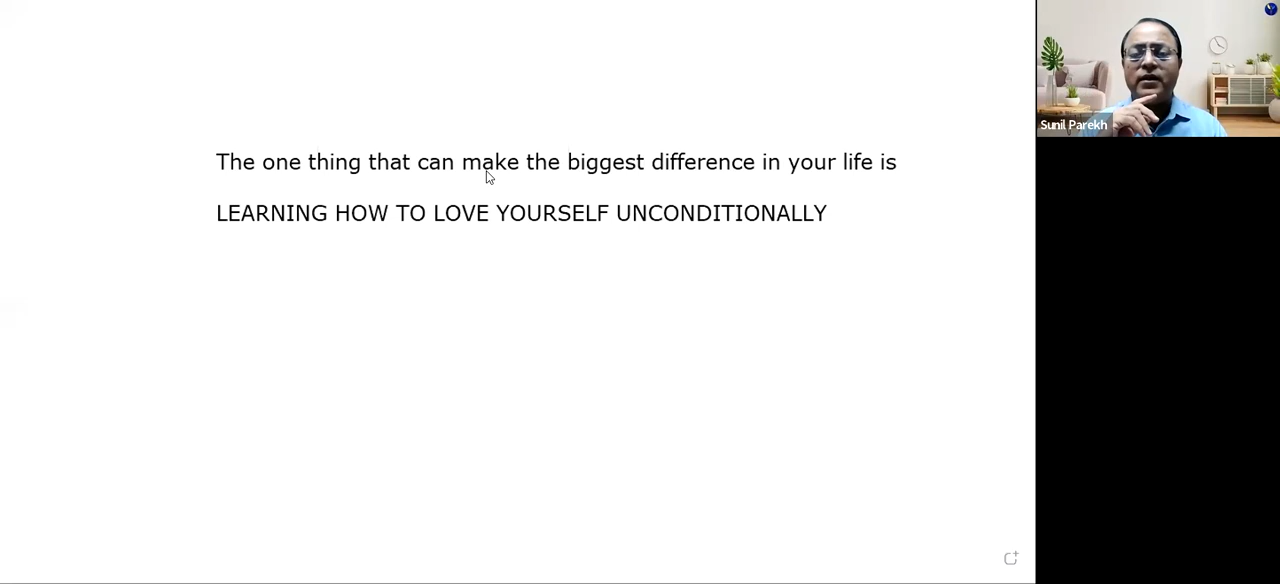 The one thing that can make the biggest difference in your life is
LEARNING HOW TO LOVE YOURSELF UNCONDITIONALLY
Sunil Parekh